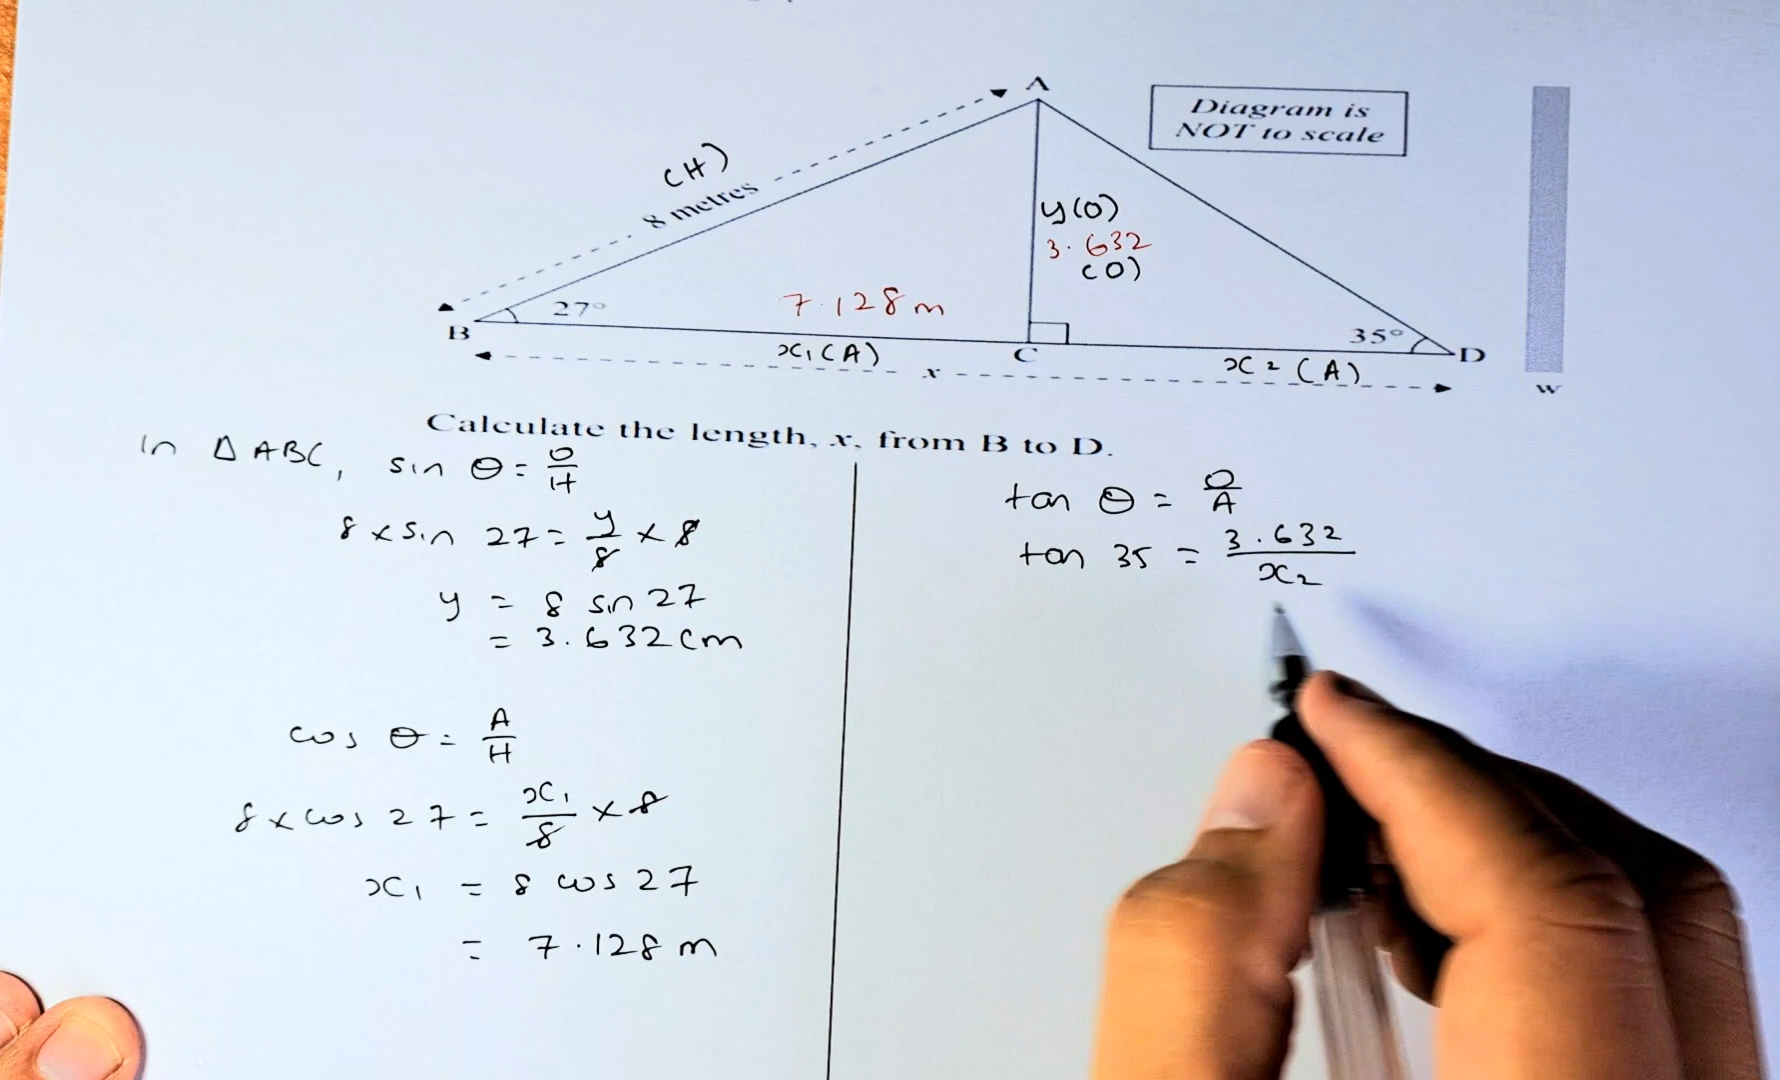 A
Diagram is
NOT to scale
(H)
8 metres
y(O)
3.632
(O)
27°
7.128m
35°
B
x₁(A)
C
x₂(A)
D
x
w
Calculate the length, x, from B to D.
In Δ ABC, sin θ = O/H
8 × sin 27 = y/8 × 8
y = 8 sin 27
= 3.632cm
cos θ = A/H
8 × cos 27 = x₁/8 × 8
x₁ = 8 cos 27
= 7.128m
tan θ = O/A
tan 35 = 3.632/x₂